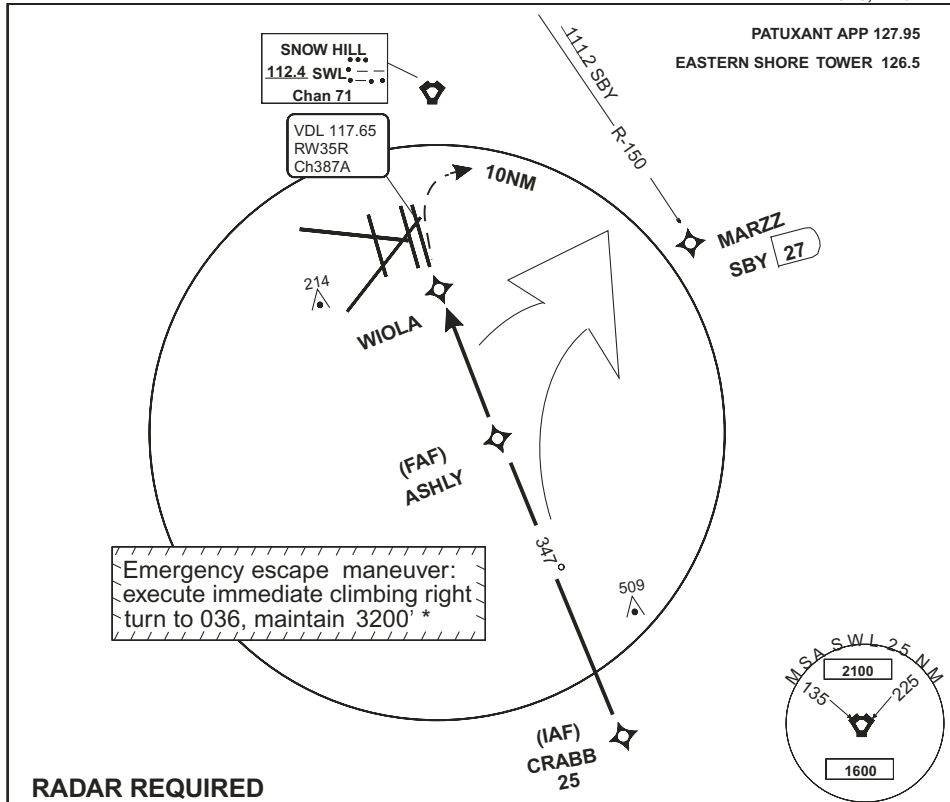 PATUXANT APP 127.95
EASTERN SHORE TOWER 126.5
SNOW HILL
112.4 SWL
Chan 71
111.2 SBY
R-150
VDL 117.65
RW35R
Ch387A
10NM
MARZZ
SBY 27
214
WIOLA
(FAF)
ASHLY
347°
Emergency escape maneuver:
execute immediate climbing right
turn to 036, maintain 3200' *
509
MSA SWL 25 NM
2100
135
225
1600
(IAF)
CRABB
25
RADAR REQUIRED